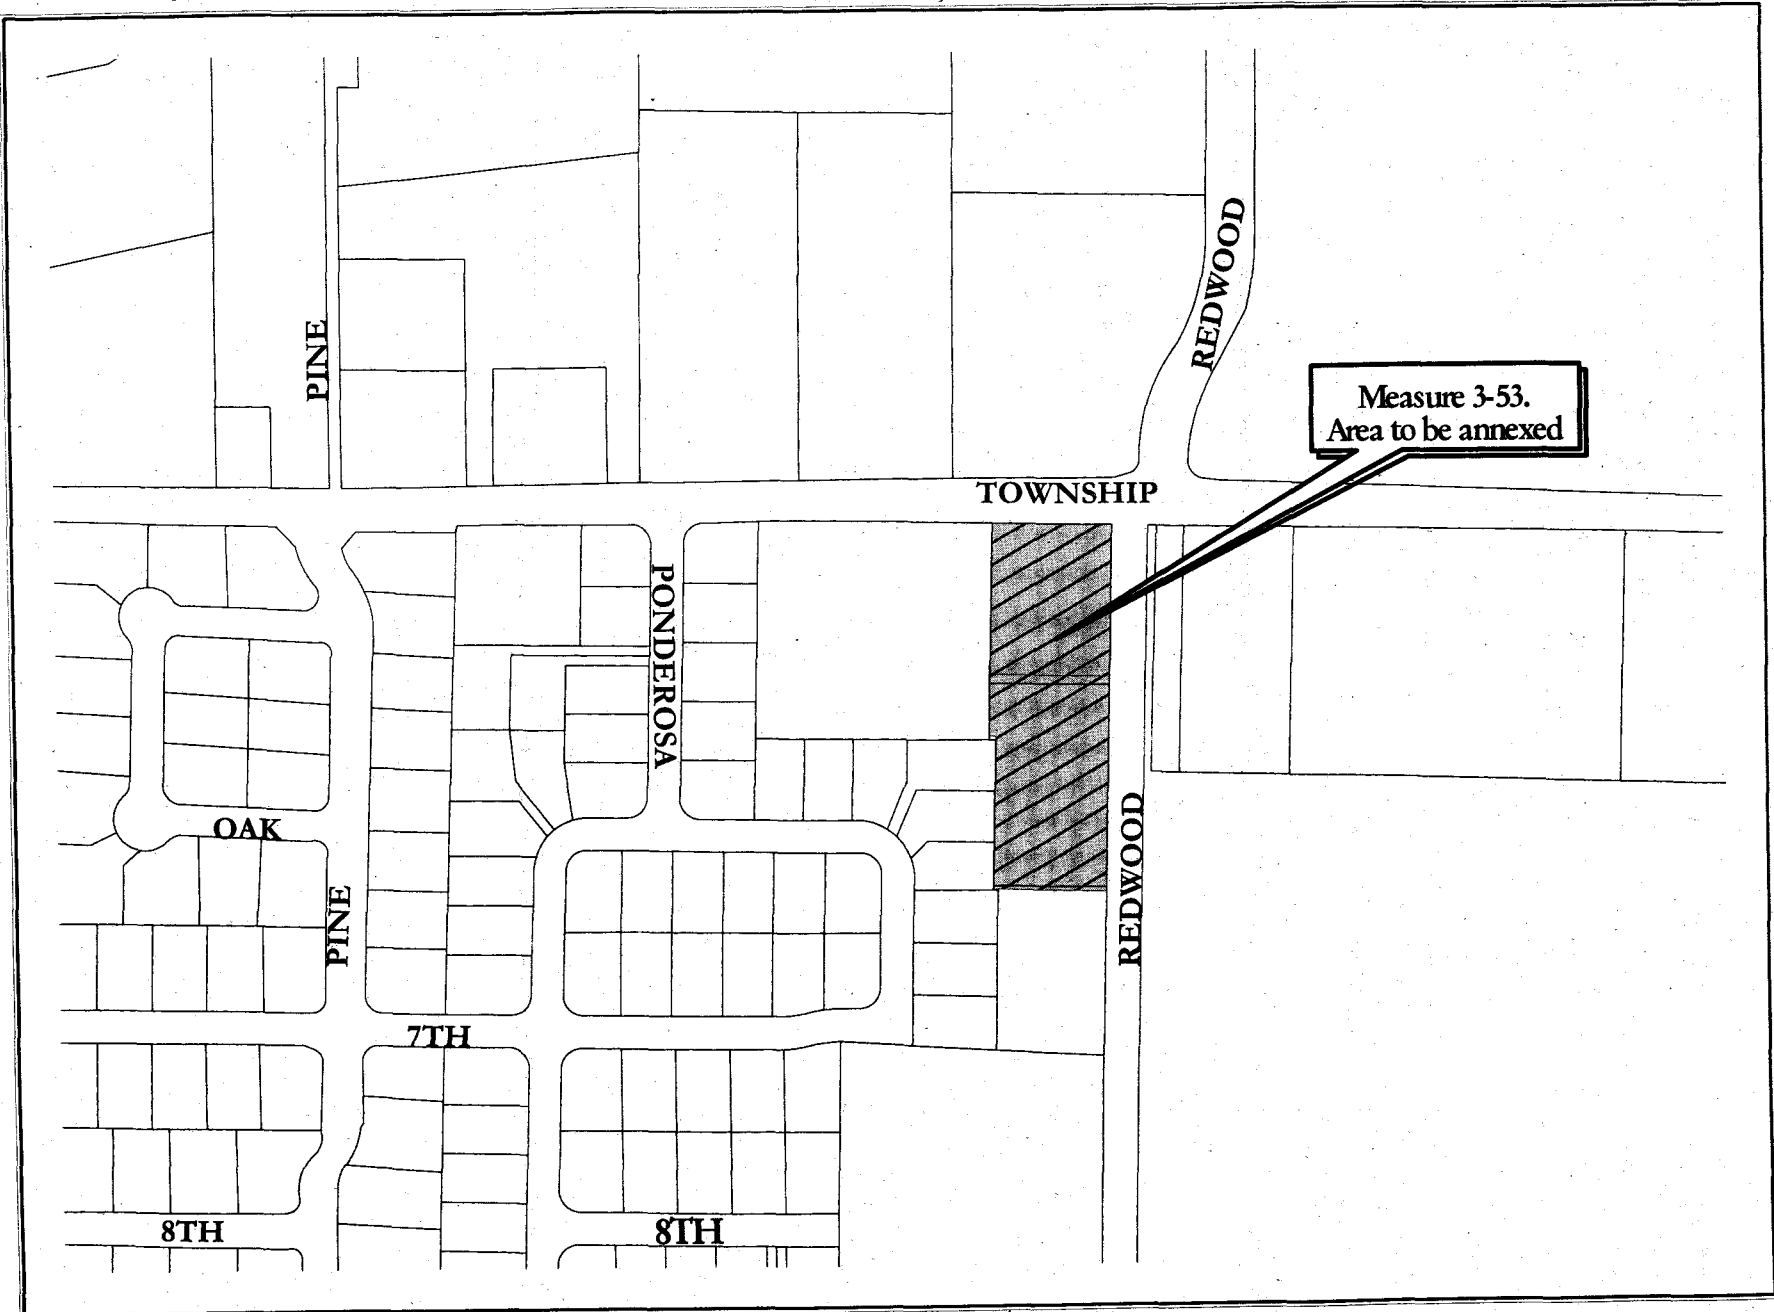 REDWOOD
PINE
Measure 3-53.
Area to be annexed
TOWNSHIP
PONDEROSA
OAK
REDWOOD
PINE
7TH
8TH
8TH